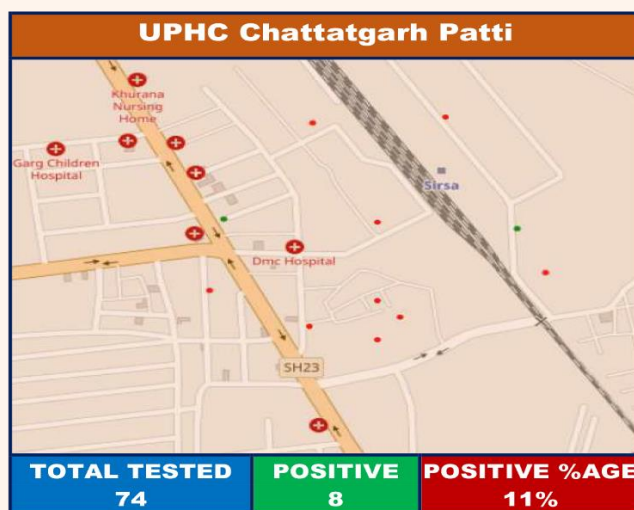 UPHC Chattatgarh Patti
Khurana
Nursing
Home
Garg Children
Hospital
Sirsa
Dmc Hospital
SH23
TOTAL TESTED
74
POSITIVE
8
POSITIVE %AGE
11%